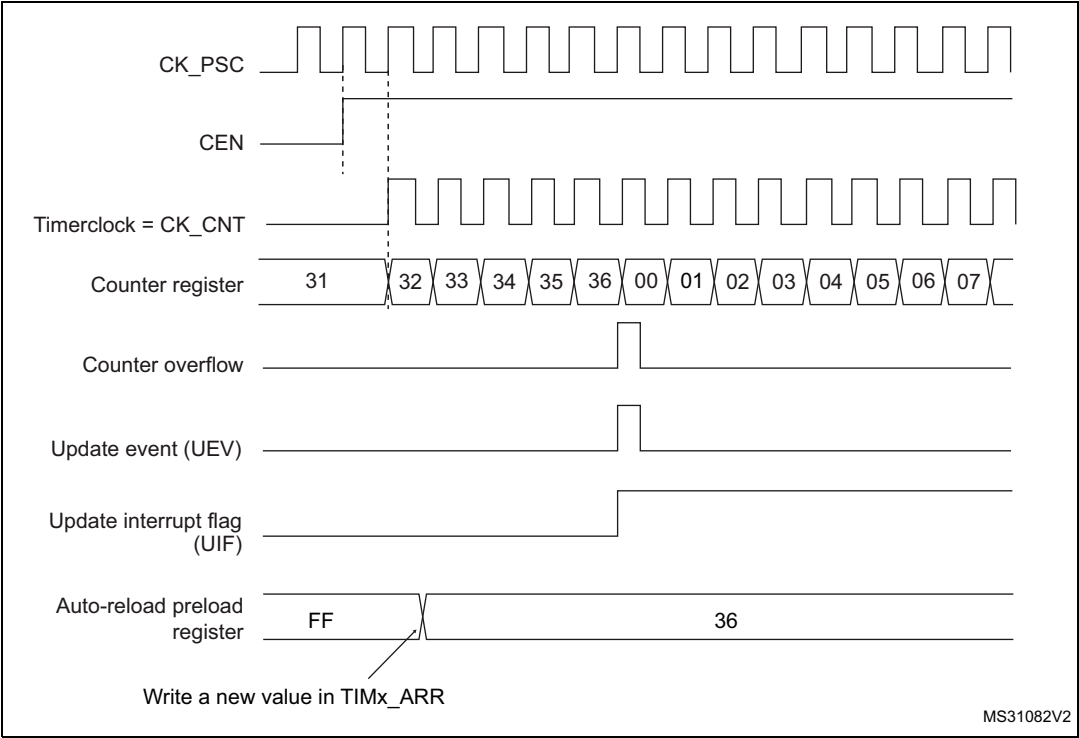 CK_PSC
CEN
Timerclock = CK_CNT
Counter register 31 32 33 34 35 36 00 01 02 03 04 05 06 07
Counter overflow
Update event (UEV)
Update interrupt flag
(UIF)
Auto-reload preload
register
FF 36
Write a new value in TIMx_ARR
MS31082V2